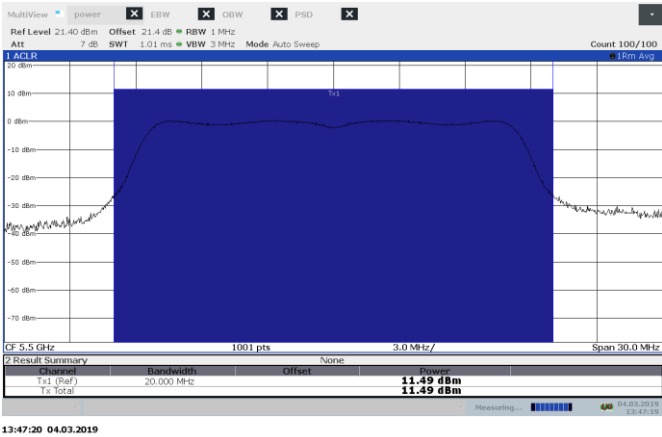 MultiView power EBW OBW PSD
Ref Level 21.40 dBm Offset 21.4 dB RBW 1 MHz
Att 7 dB SWT 1.01 ms VBW 3 MHz Mode Auto Sweep Count 100/100
1 ACLR 1Rm Avg
20 dBm
10 dBm
Tx1
0 dBm
-10 dBm
-20 dBm
-30 dBm
-40 dBm
-50 dBm
-60 dBm
-70 dBm
CF 5.5 GHz 1001 pts 3.0 MHz/ Span 30.0 MHz
2 Result Summary None
Channel Bandwidth Offset Power
Tx1 (Ref) 20.000 MHz 11.49 dBm
Tx Total 11.49 dBm
Measuring... 04.03.2019
13:47:19
13:47:20 04.03.2019